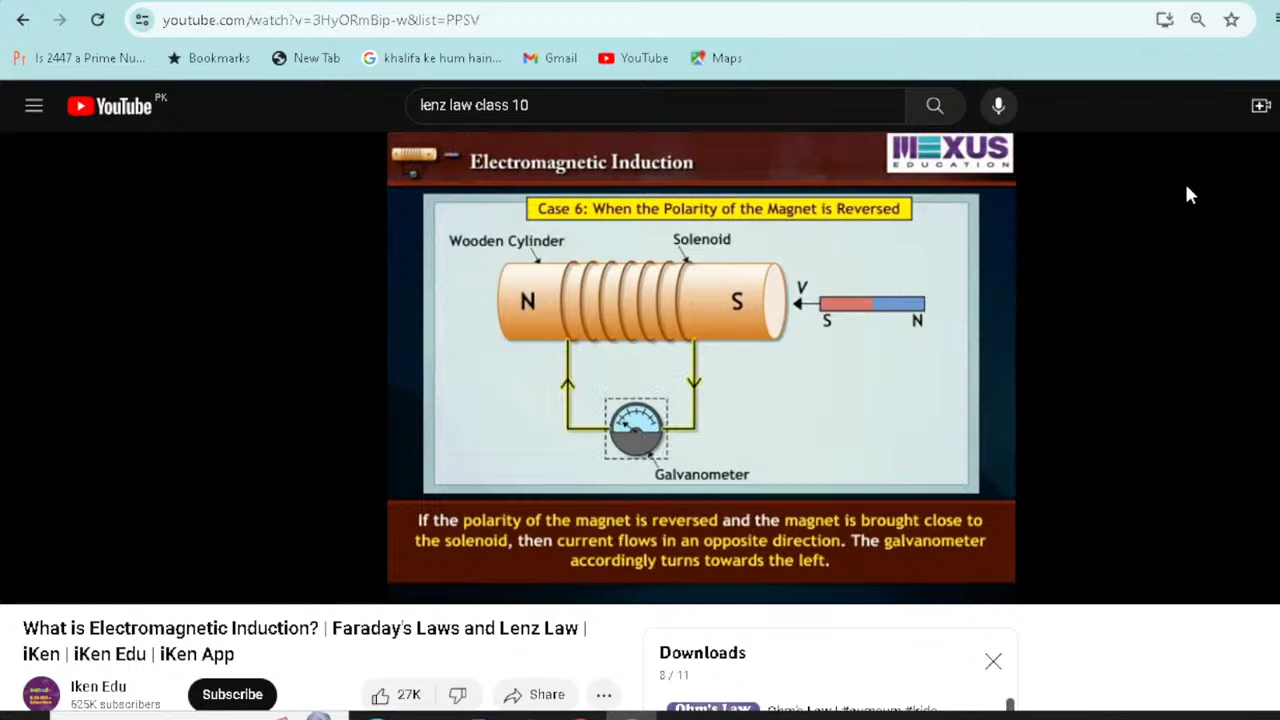 youtube.com/watch?v=3HyORmBip-w&list=PPSV
Is 2447 a Prime Nu... Bookmarks New Tab khalifa ke hum hain... Gmail YouTube Maps
YouTube PK
lenz law class 10
Electromagnetic Induction
MEXUS
EDUCATION
Case 6: When the Polarity of the Magnet is Reversed
Wooden Cylinder
Solenoid
N
S
V
S
N
Galvanometer
If the polarity of the magnet is reversed and the magnet is brought close to
the solenoid, then current flows in an opposite direction. The galvanometer
accordingly turns towards the left.
What is Electromagnetic Induction? | Faraday's Laws and Lenz Law |
iKen | iKen Edu | iKen App
Iken Edu
625K subscribers
Subscribe
27K
Share
Downloads
8 / 11
Ohm's Law